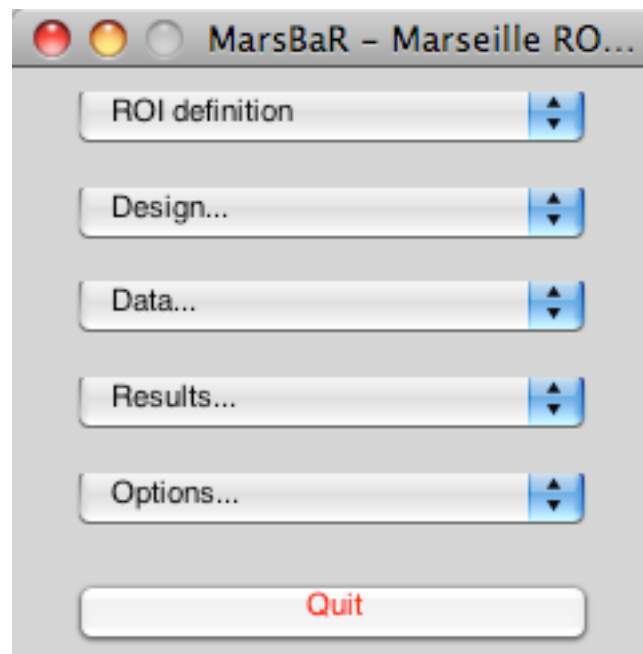 MarsBaR – Marseille RO...
ROI definition
Design...
Data...
Results...
Options...
Quit